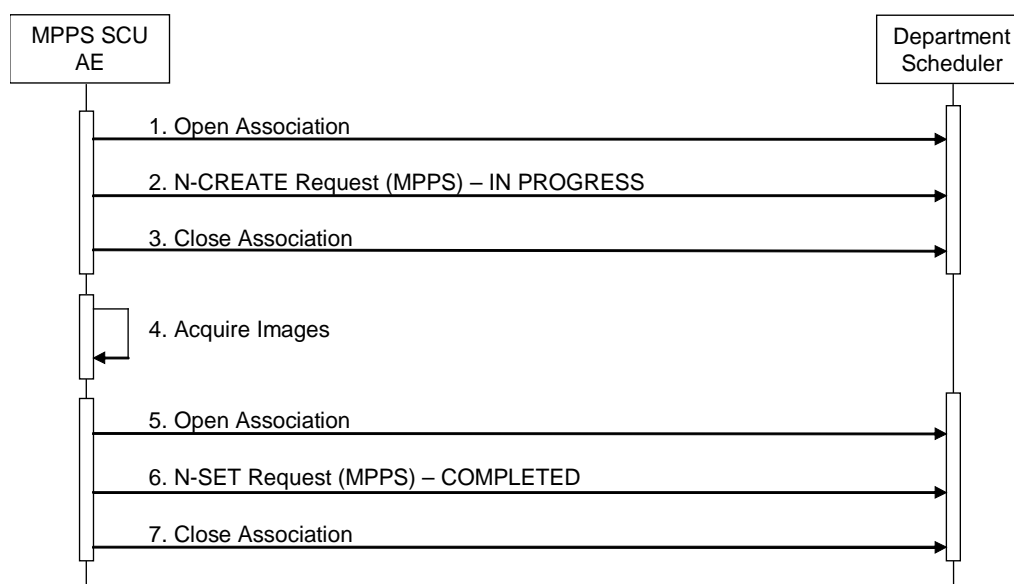 MPPS SCU
AE
Department
Scheduler
1. Open Association
2. N-CREATE Request (MPPS) – IN PROGRESS
3. Close Association
4. Acquire Images
5. Open Association
6. N-SET Request (MPPS) – COMPLETED
7. Close Association